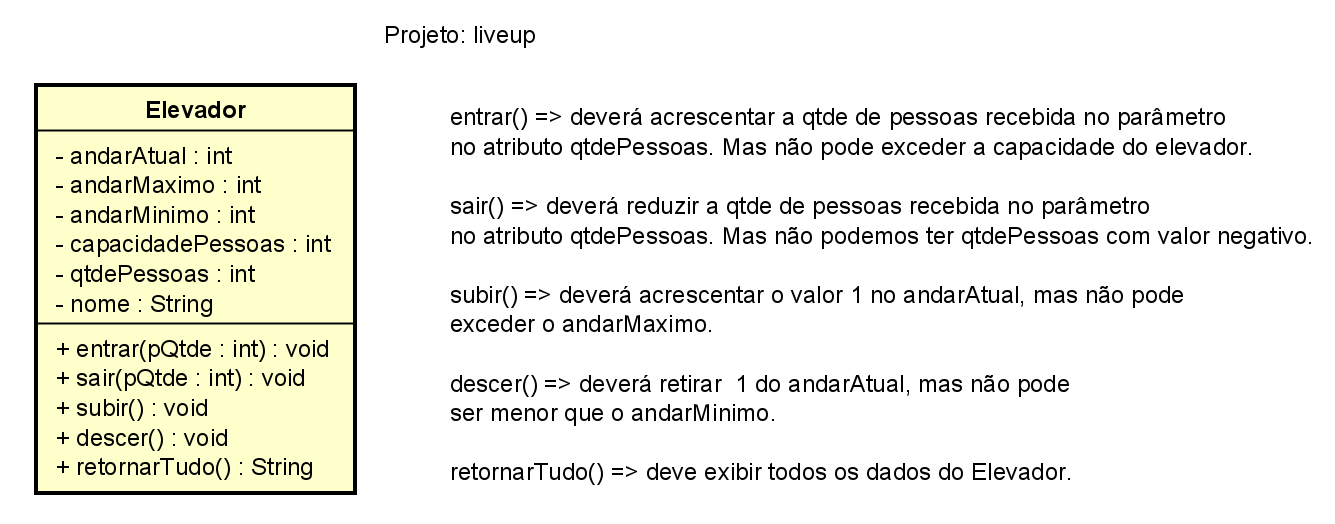 Projeto: liveup
Elevador
- andarAtual : int
- andarMaximo : int
- andarMinimo : int
- capacidadePessoas : int
- qtdePessoas : int
- nome : String
+ entrar(pQtde : int) : void
+ sair(pQtde : int) : void
+ subir() : void
+ descer() : void
+ retornarTudo() : String
entrar() => deverá acrescentar a qtde de pessoas recebida no parâmetro
no atributo qtdePessoas. Mas não pode exceder a capacidade do elevador.
sair() => deverá reduzir a qtde de pessoas recebida no parâmetro
no atributo qtdePessoas. Mas não podemos ter qtdePessoas com valor negativo.
subir() => deverá acrescentar o valor 1 no andarAtual, mas não pode
exceder o andarMaximo.
descer() => deverá retirar  1 do andarAtual, mas não pode
ser menor que o andarMinimo.
retornarTudo() => deve exibir todos os dados do Elevador.